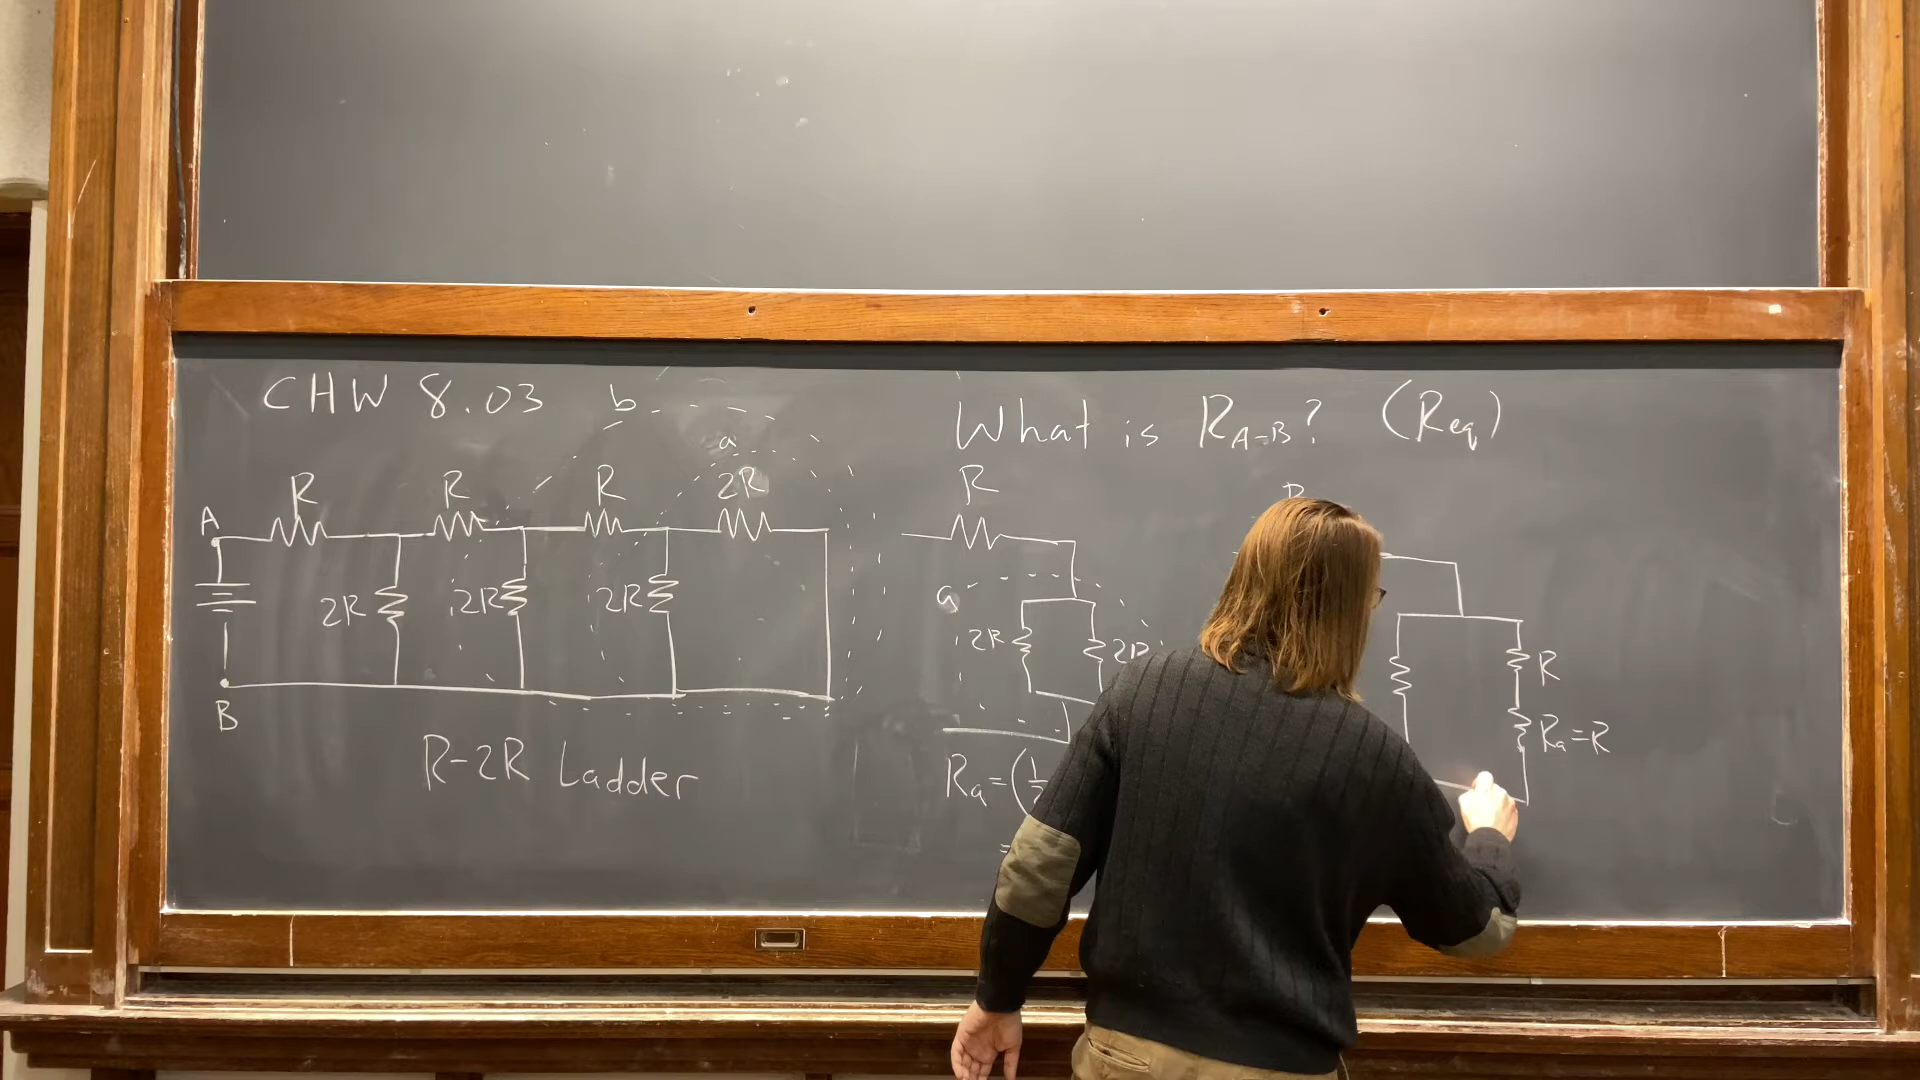 CHW 8.03
b
a
R
R
R
2R
A
2R
2R
2R
B
R-2R Ladder
What is R_A-B? (Req)
R
a
2R
2R
Ra=(1/2
=
R
Ra=R